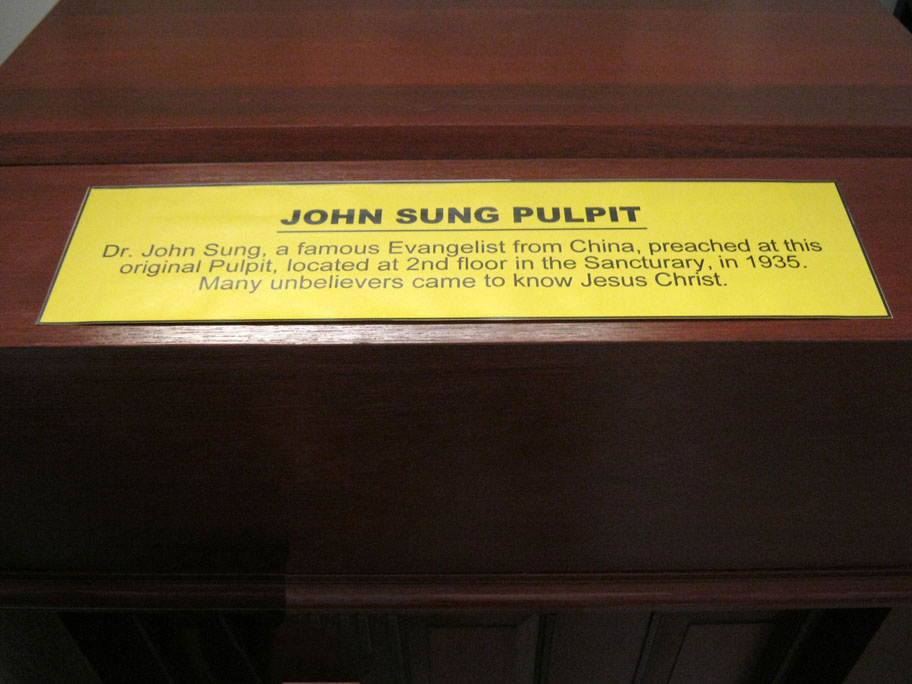 JOHN SUNG PULPIT
Dr. John Sung, a famous Evangelist from China, preached at this
original Pulpit, located at 2nd floor in the Sancturary, in 1935.
Many unbelievers came to know Jesus Christ.